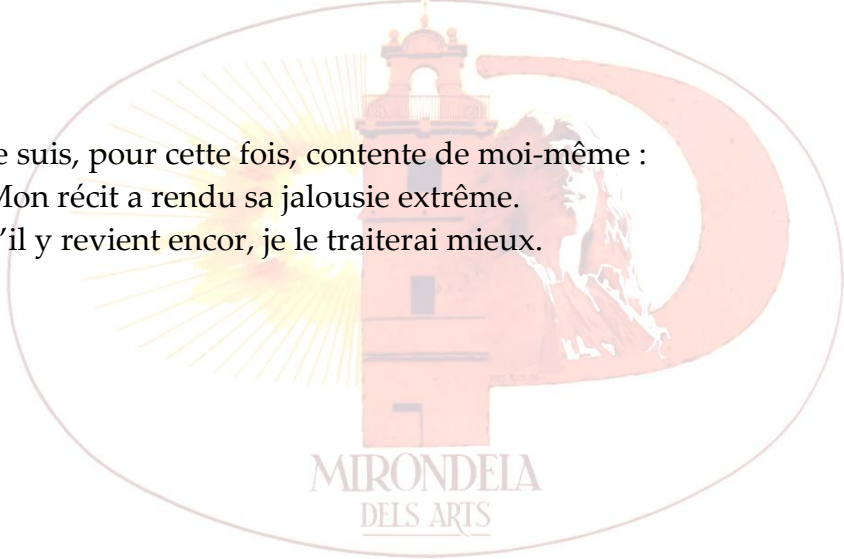 e suis, pour cette fois, contente de moi-même :
Mon récit a rendu sa jalousie extrême.
'il y revient encor, je le traiterai mieux.
MIRONDELA
DELS ARTS